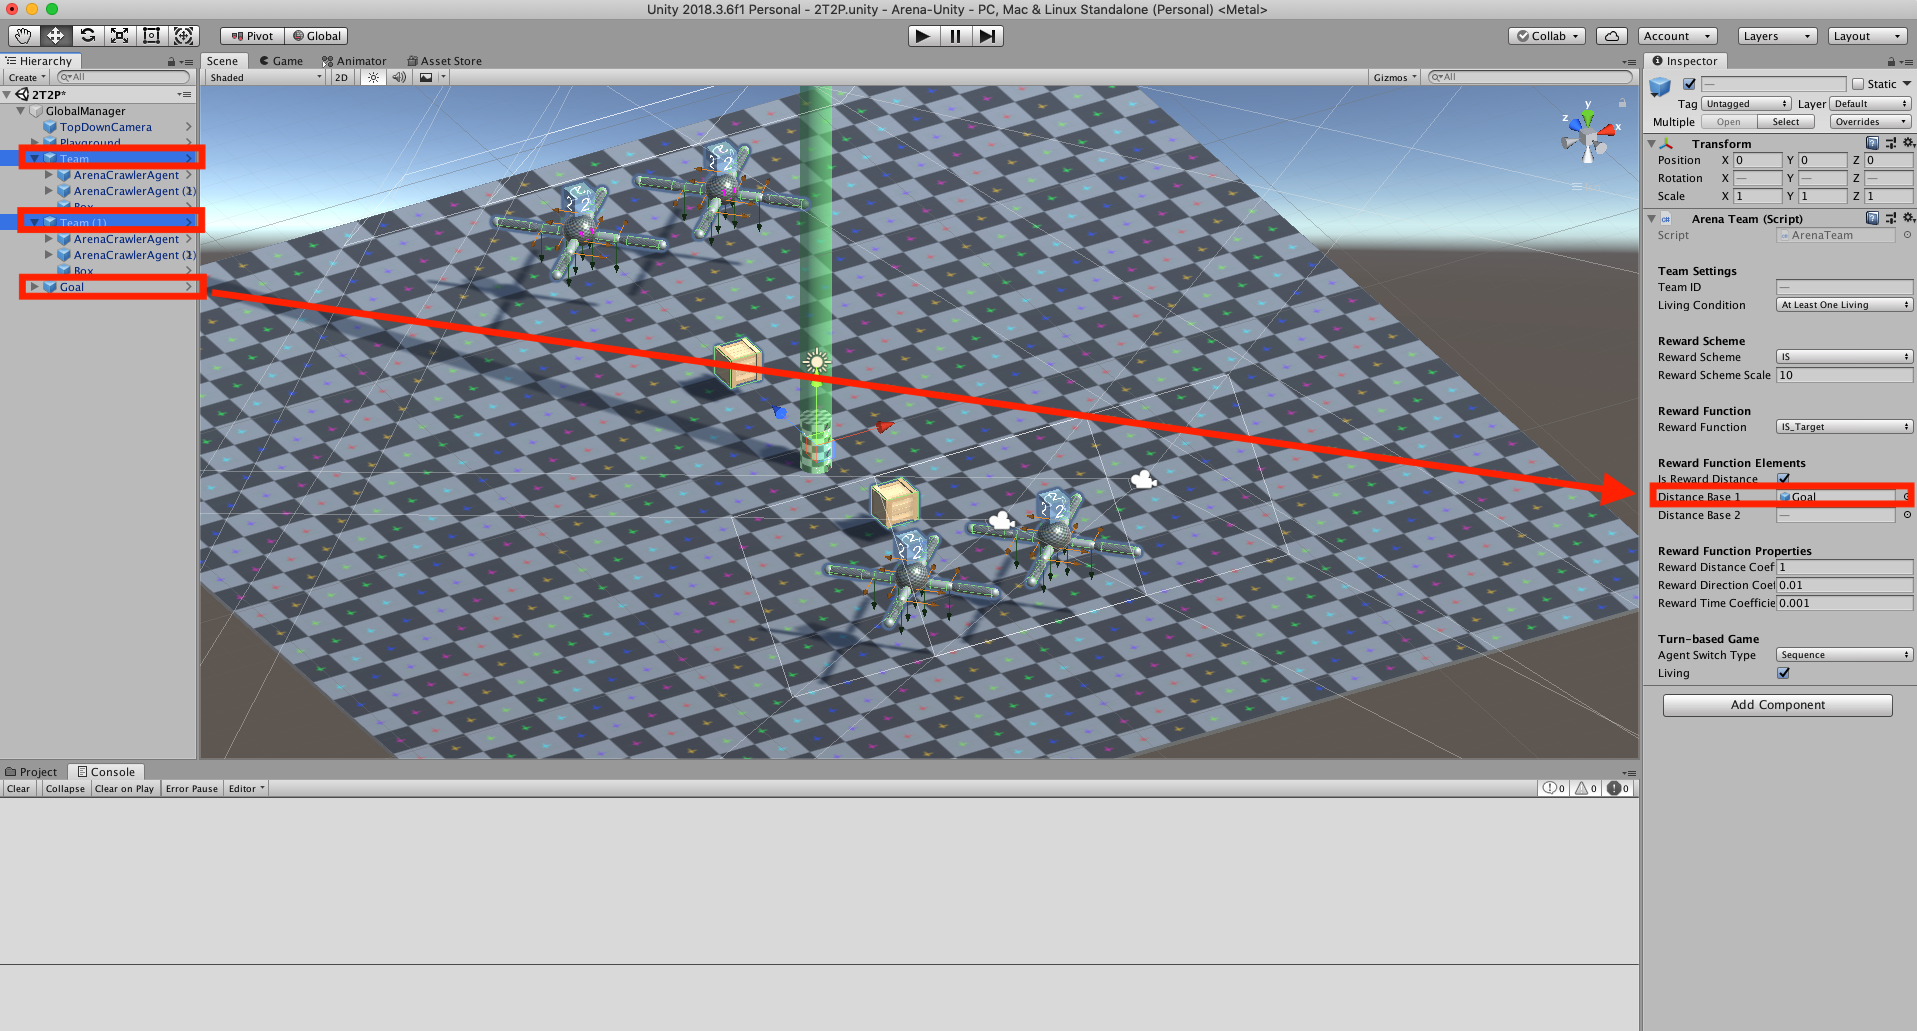 Unity 2018.3.6f1 Personal - 2T2P.unity - Arena-Unity - PC, Mac & Linux Standalone (Personal) <Metal>
Pivot Global Collab Account Layers Layout
Hierarchy Scene Game Animator Asset Store Inspector
Create All Shaded 2D Gizmos All
2T2P*
GlobalManager
TopDownCamera
Playground
Team
ArenaCrawlerAgent
ArenaCrawlerAgent (1)
Box
Team (1)
ArenaCrawlerAgent
ArenaCrawlerAgent (1)
Box
Goal
y
z x
2
2
2
2
— Static
Tag Untagged Layer Default
Multiple Open Select Overrides
Transform
Position X 0 Y 0 Z 0
Rotation X — Y — Z —
Scale X 1 Y 1 Z 1
Arena Team (Script)
Script ArenaTeam
Team Settings
Team ID —
Living Condition At Least One Living
Reward Scheme
Reward Scheme IS
Reward Scheme Scale 10
Reward Function
Reward Function IS_Target
Reward Function Elements
Is Reward Distance
Distance Base 1 Goal
Distance Base 2 —
Reward Function Properties
Reward Distance Coef 1
Reward Direction Coef 0.01
Reward Time Coefficie 0.001
Turn-based Game
Agent Switch Type Sequence
Living
Add Component
Project Console
Clear Collapse Clear on Play Error Pause Editor 0 0 0